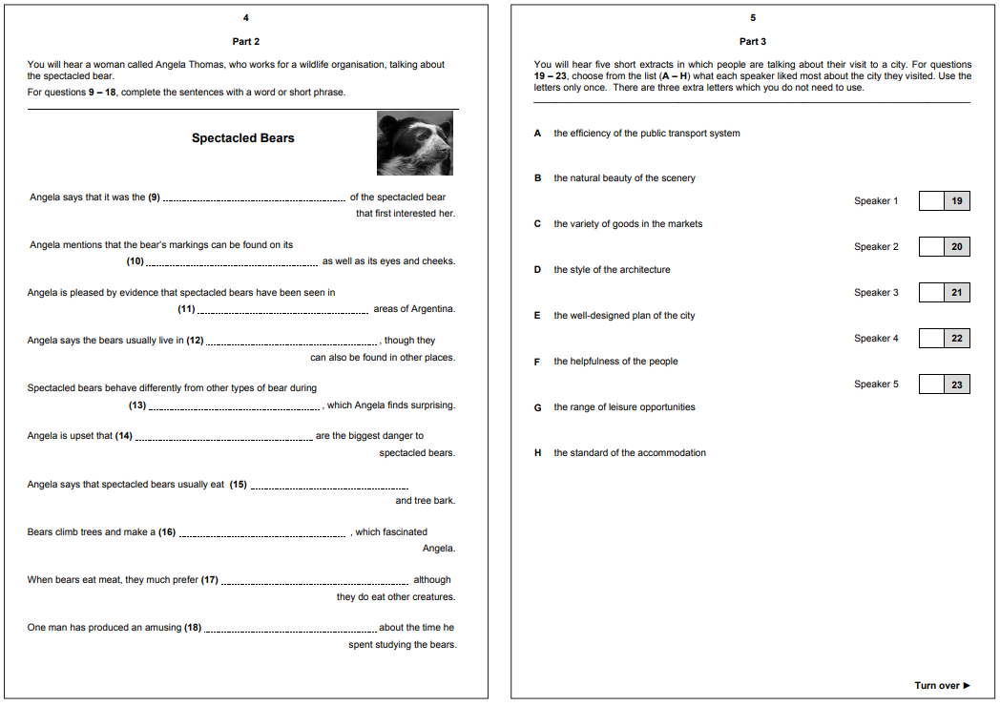 4
Part 2
You will hear a woman called Angela Thomas, who works for a wildlife organisation, talking about
the spectacled bear.
For questions 9 – 18, complete the sentences with a word or short phrase.
Spectacled Bears
Angela says that it was the (9) ........................................ of the spectacled bear
that first interested her.
Angela mentions that the bear's markings can be found on its
(10) ........................................ as well as its eyes and cheeks.
Angela is pleased by evidence that spectacled bears have been seen in
(11) ........................................ areas of Argentina.
Angela says the bears usually live in (12) ........................................ , though they
can also be found in other places.
Spectacled bears behave differently from other types of bear during
(13) ........................................ , which Angela finds surprising.
Angela is upset that (14) ........................................ are the biggest danger to
spectacled bears.
Angela says that spectacled bears usually eat (15) ........................................
and tree bark.
Bears climb trees and make a (16) ........................................ , which fascinated
Angela.
When bears eat meat, they much prefer (17) ........................................ although
they do eat other creatures.
One man has produced an amusing (18) ........................................ about the time he
spent studying the bears.
5
Part 3
You will hear five short extracts in which people are talking about their visit to a city. For questions
19 – 23, choose from the list (A – H) what each speaker liked most about the city they visited. Use the
letters only once. There are three extra letters which you do not need to use.
A the efficiency of the public transport system
B the natural beauty of the scenery
Speaker 1 19
C the variety of goods in the markets
Speaker 2 20
D the style of the architecture
Speaker 3 21
E the well-designed plan of the city
Speaker 4 22
F the helpfulness of the people
Speaker 5 23
G the range of leisure opportunities
H the standard of the accommodation
Turn over ►